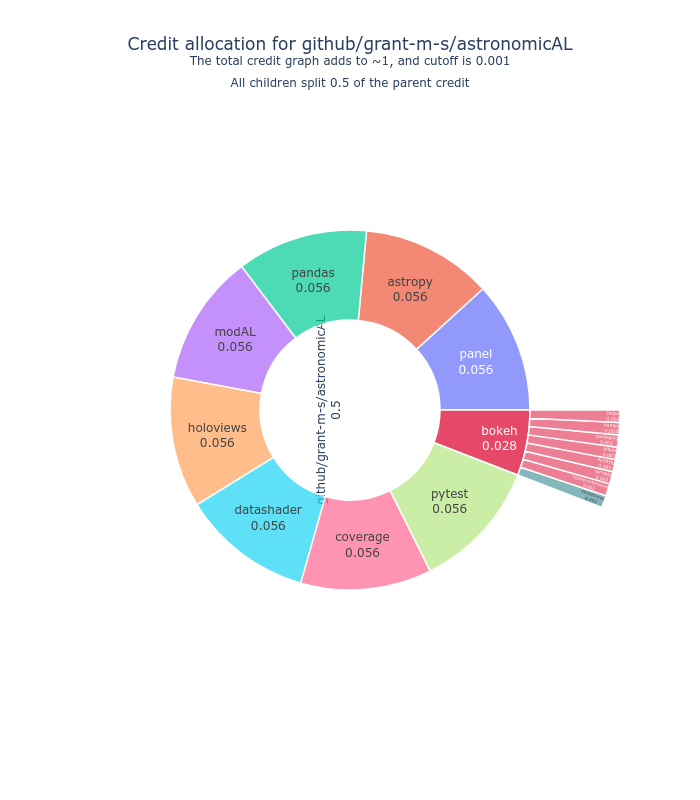 Credit allocation for github/grant-m-s/astronomicAL
The total credit graph adds to ~1, and cutoff is 0.001
All children split 0.5 of the parent credit
pandas
0.056
astropy
0.056
modAL
0.056
panel
0.056
github/grant-m-s/astronomicAL
0.5
holoviews
0.056
bokeh
0.028
datashader
0.056
pytest
0.056
coverage
0.056